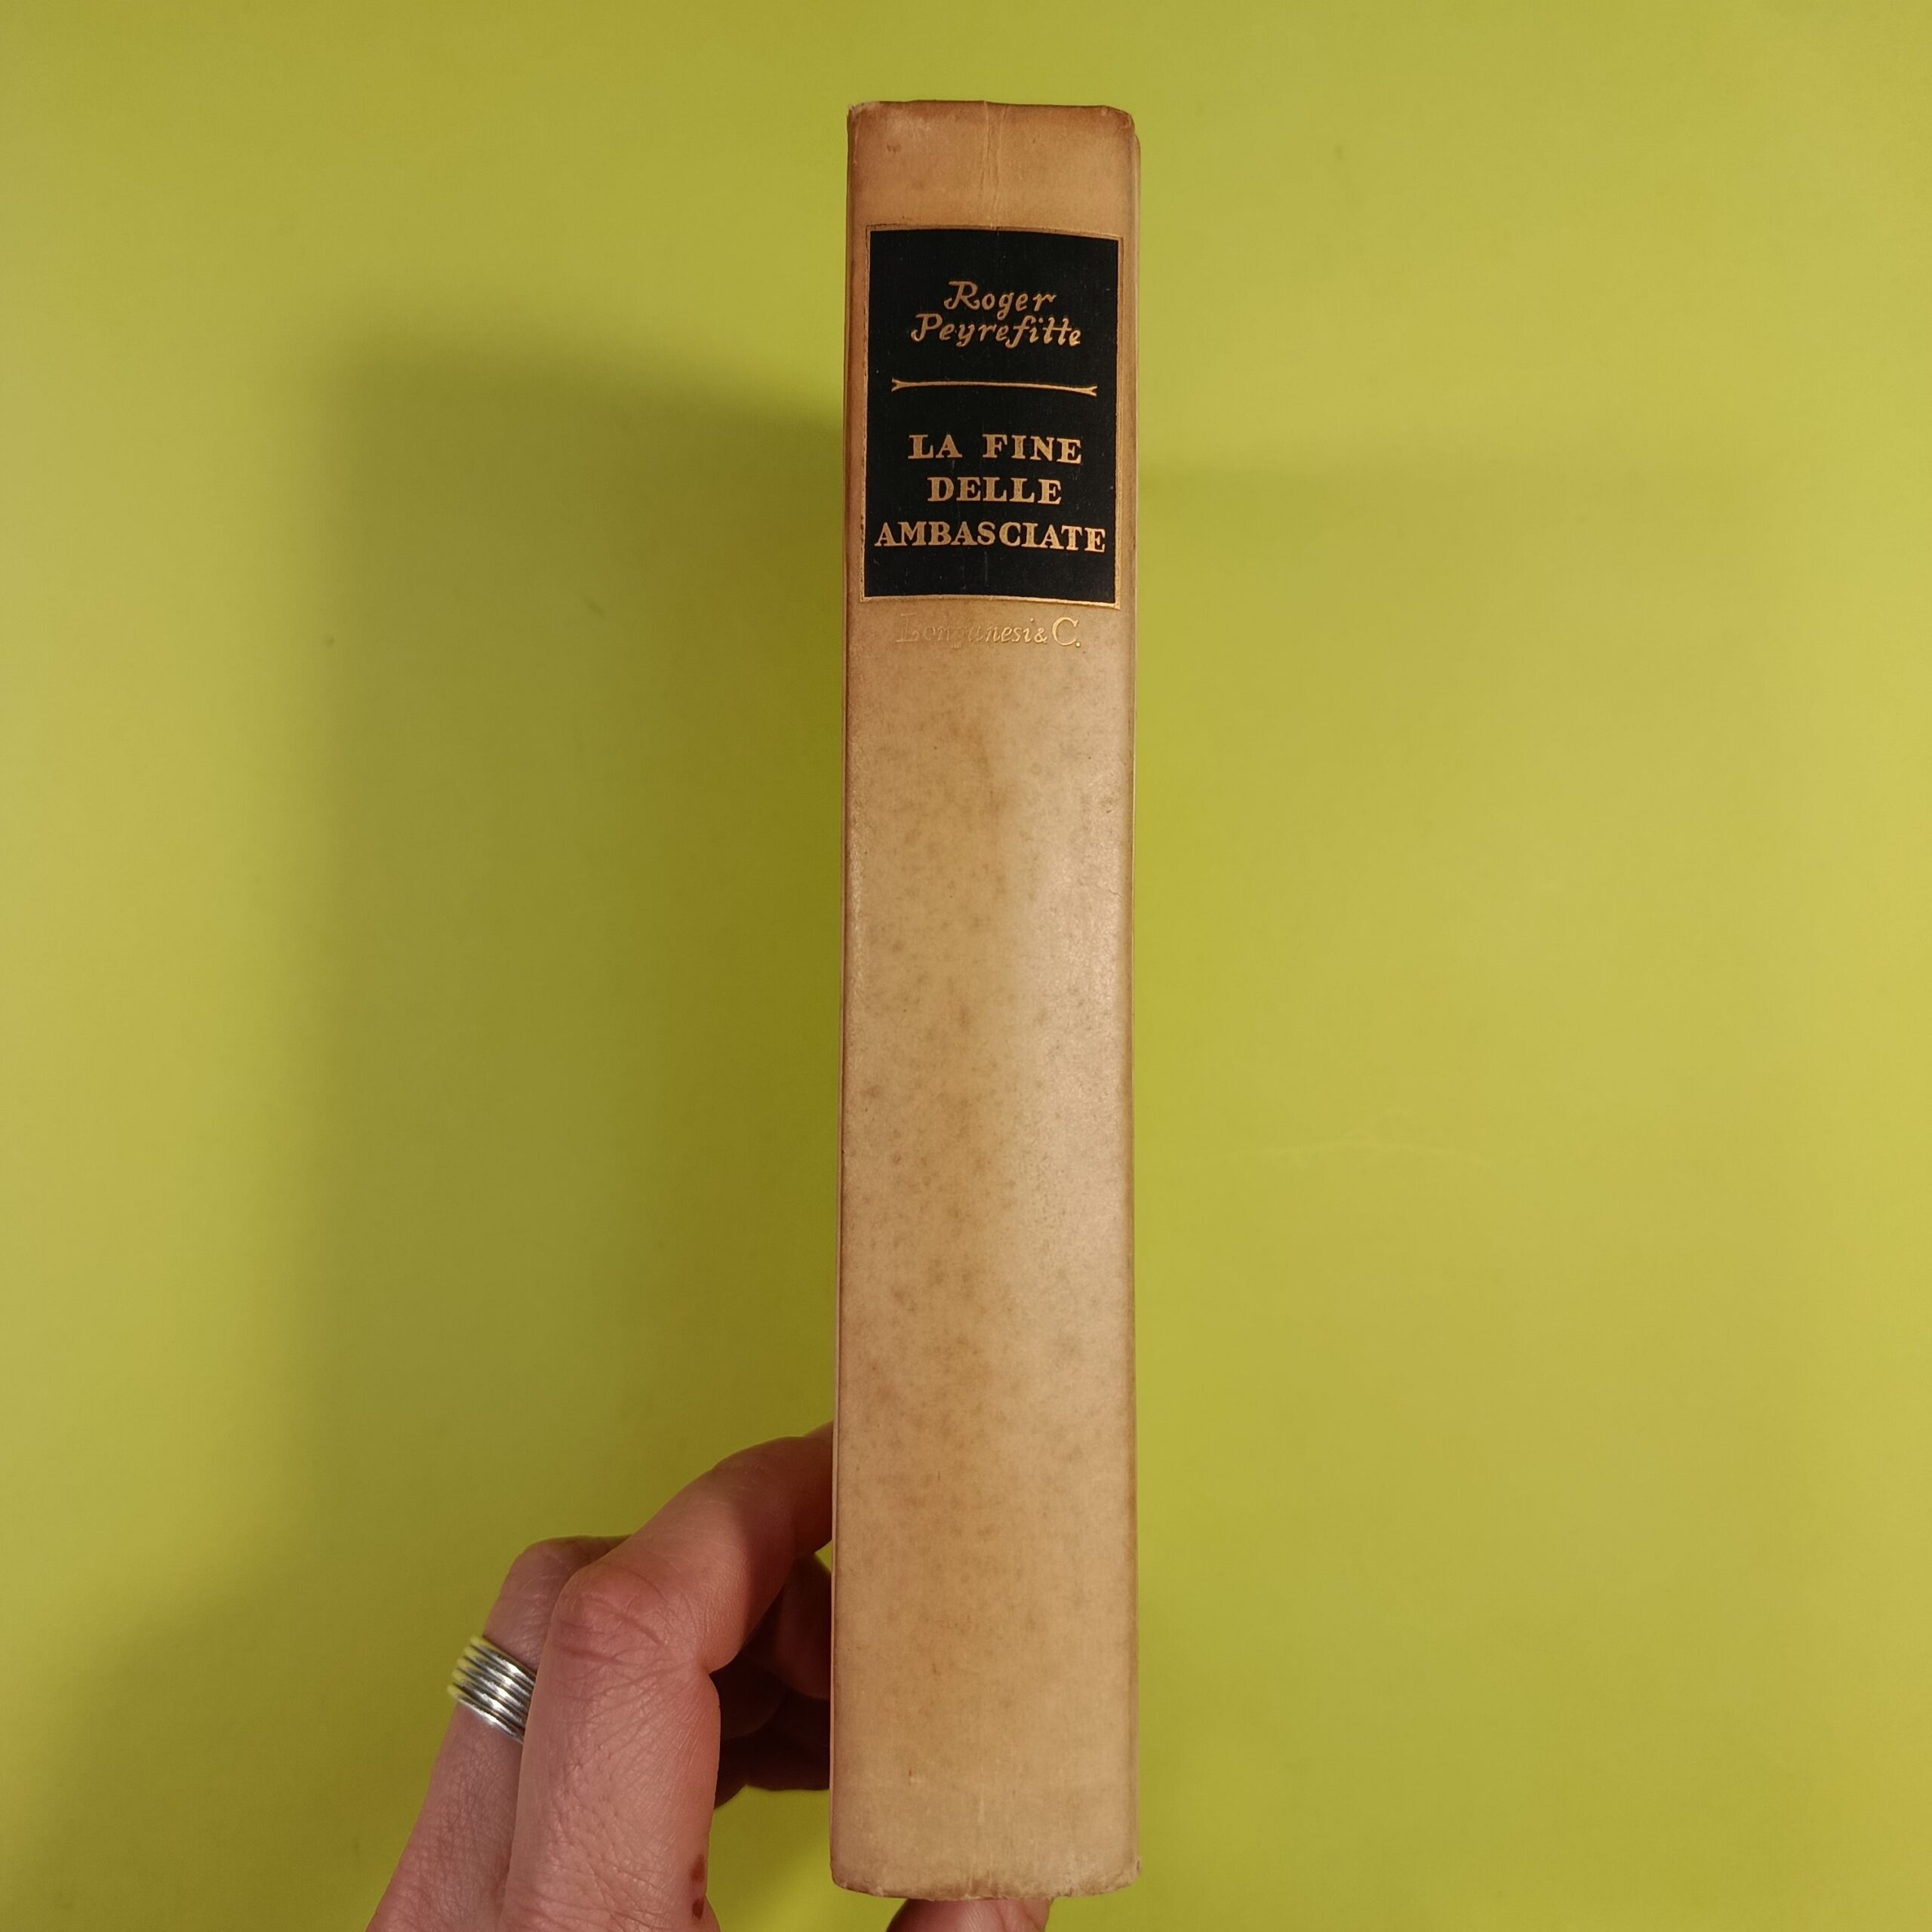 Roger
Peyrefitte
LA FINE
DELLE
AMBASCIATE
Longanesi & C.